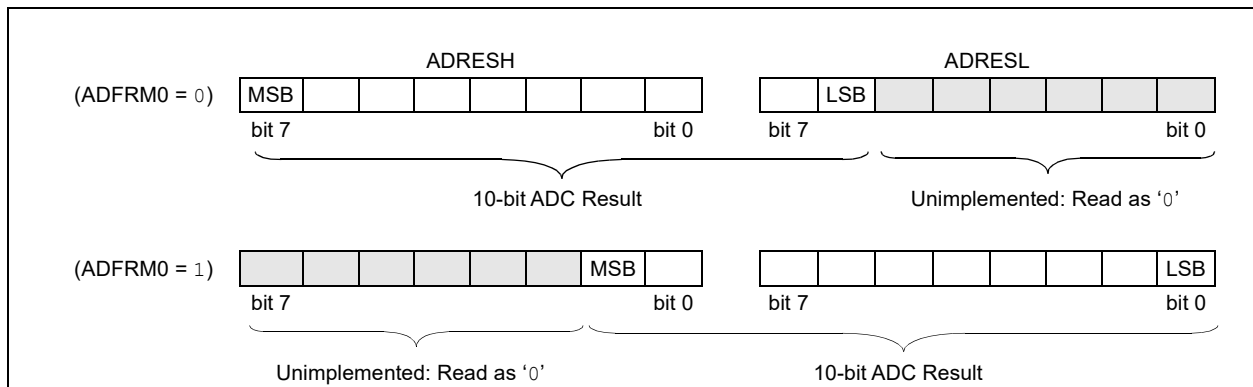 ADRESH ADRESL
(ADFRM0 = 0) MSB LSB
bit 7 bit 0 bit 7 bit 0
10-bit ADC Result Unimplemented: Read as ‘0’
(ADFRM0 = 1) MSB LSB
bit 7 bit 0 bit 7 bit 0
Unimplemented: Read as ‘0’ 10-bit ADC Result